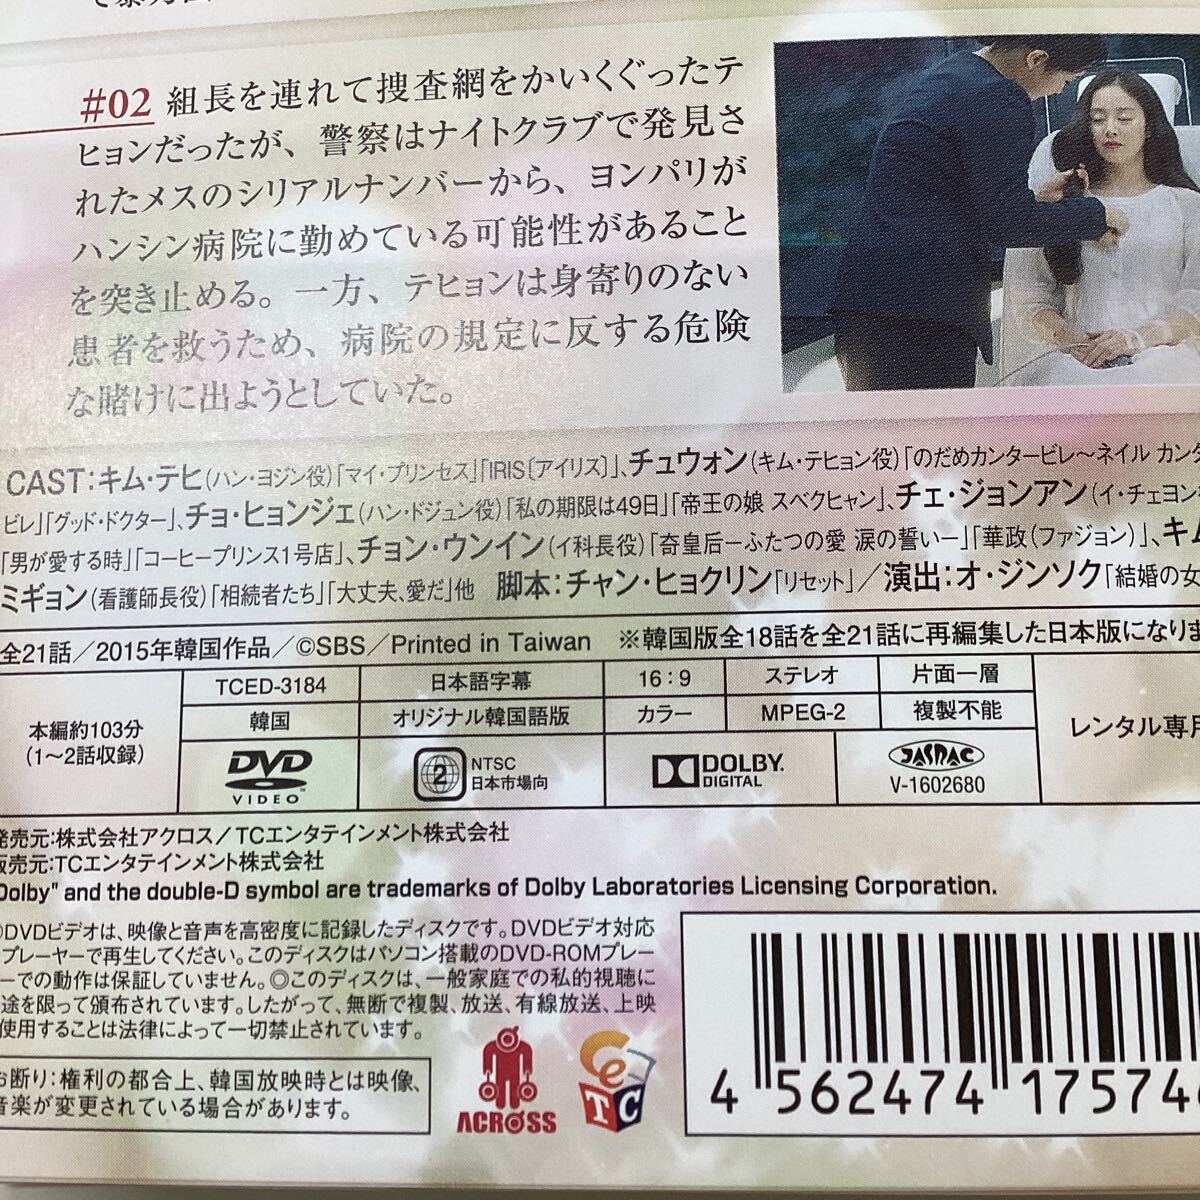 #02 組長を連れて捜査網をかいくぐったテ
ヒョンだったが、警察はナイトクラブで発見さ
れたメスのシリアルナンバーから、ヨンパリが
ハンシン病院に勤めている可能性があること
を突き止める。一方、テヒョンは身寄りのない
患者を救うため、病院の規定に反する危険
な賭けに出ようとしていた。
CAST:キム・テヒ(ハン・ヨジン役)「マイ・プリンセス」「IRIS〔アイリス〕」、チュウォン(キム・テヒョン役)「のだめカンタービレ~ネイル カンタ
ビレ」「グッド・ドクター」、チョ・ヒョンジェ(ハン・ドジュン役)「私の期限は49日」「帝王の娘 スベクヒャン」、チェ・ジョンアン(イ・チェヨン
「男が愛する時」「コーヒープリンス1号店」、チョン・ウンイン(イ科長役)「奇皇后―ふたつの愛 涙の誓い―」「華政(ファジョン)」、キム
ミギョン(看護師長役)「相続者たち」「大丈夫、愛だ」他 脚本:チャン・ヒョクリン「リセット」/演出:オ・ジンソク「結婚の女
全21話/2015年韓国作品/©SBS/Printed in Taiwan ※韓国版全18話を全21話に再編集した日本版になりま
本編約103分
(1~2話収録)
TCED-3184 日本語字幕 16:9 ステレオ 片面一層
韓国 オリジナル韓国語版 カラー MPEG-2 複製不能
レンタル専用
DVD
VIDEO
2 NTSC
日本市場向
DOLBY
DIGITAL
JASRAC
V-1602680
発売元:株式会社アクロス/TCエンタテインメント株式会社
販売元:TCエンタテインメント株式会社
Dolby" and the double-D symbol are trademarks of Dolby Laboratories Licensing Corporation.
◎DVDビデオは、映像と音声を高密度に記録したディスクです。DVDビデオ対応
プレーヤーで再生してください。このディスクはパソコン搭載のDVD-ROMプレー
ーでの動作は保証していません。◎このディスクは、一般家庭での私的視聴に
途を限って頒布されています。したがって、無断で複製、放送、有線放送、上映
使用することは法律によって一切禁止されています。
お断り:権利の都合上、韓国放映時とは映像、
音楽が変更されている場合があります。
ACROSS
TC
4 562474 17574